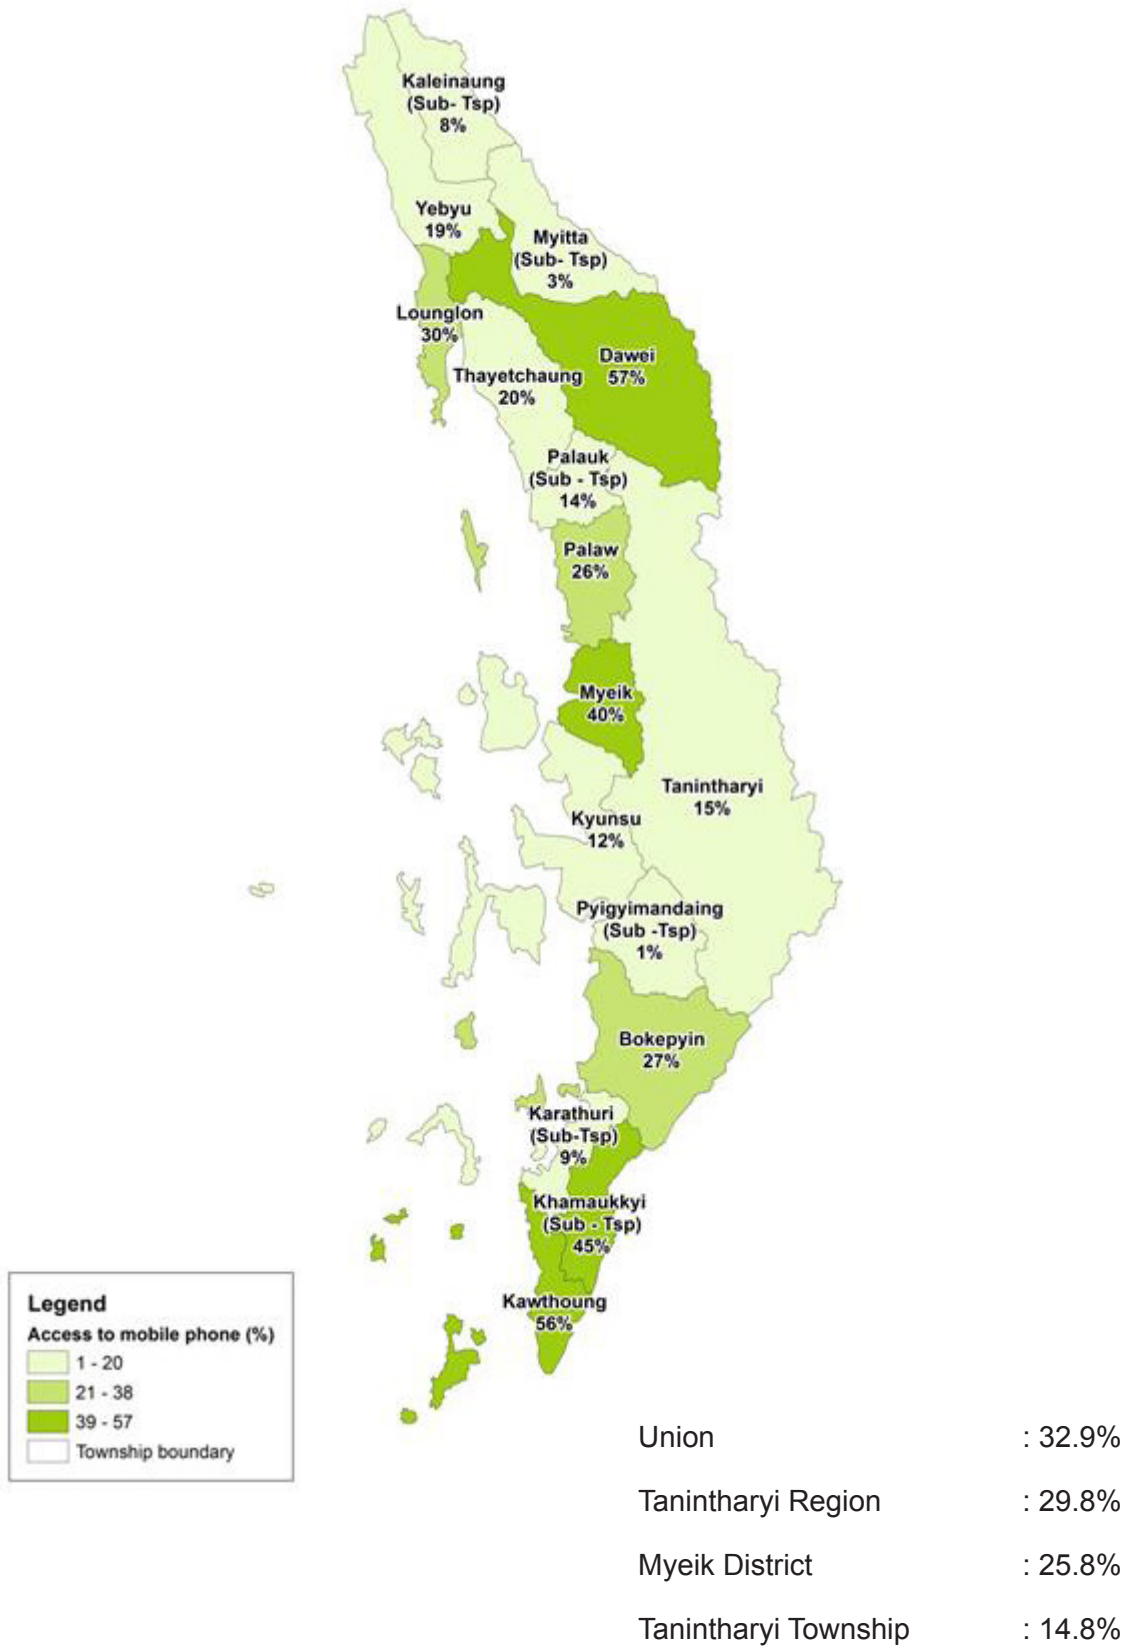 Kaleinaung
(Sub- Tsp)
8%
Yebyu
19%
Myitta
(Sub- Tsp)
3%
Lounglon
30%
Dawei
57%
Thayetchaung
20%
Palauk
(Sub - Tsp)
14%
Palaw
26%
Myeik
40%
Tanintharyi
15%
Kyunsu
12%
Pyigyimandaing
(Sub -Tsp)
1%
Bokepyin
27%
Karathuri
(Sub-Tsp)
9%
Khamaukkyi
(Sub - Tsp)
45%
Kawthoung
56%
Legend
Access to mobile phone (%)
1 - 20
21 - 38
39 - 57
Township boundary
Union : 32.9%
Tanintharyi Region : 29.8%
Myeik District : 25.8%
Tanintharyi Township : 14.8%